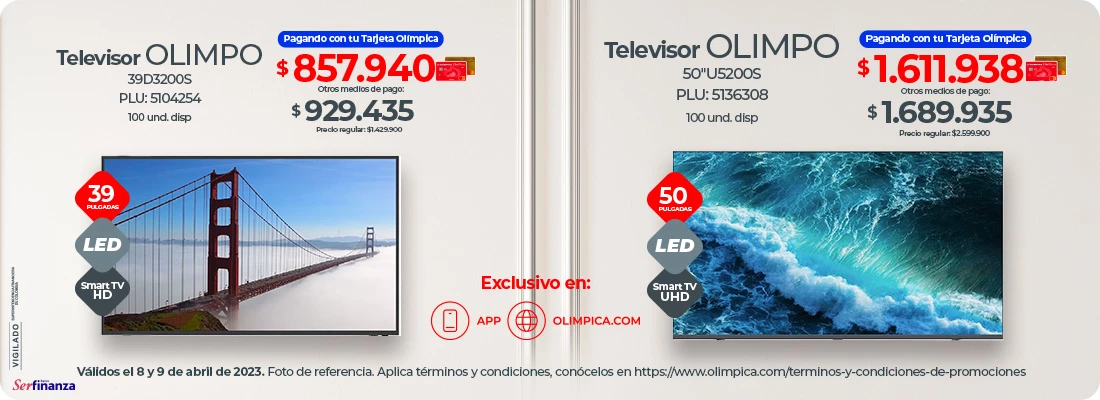 Televisor OLIMPO
39D3200S
PLU: 5104254
100 und. disp
Pagando con tu Tarjeta Olímpica
$ 857.940
Otros medios de pago:
$ 929.435
Precio regular: $1.429.900
39
PULGADAS
LED
Smart TV
HD
Televisor OLIMPO
50"U5200S
PLU: 5136308
100 und. disp
Pagando con tu Tarjeta Olímpica
$ 1.611.938
Otros medios de pago:
$ 1.689.935
Precio regular: $2.599.900
50
PULGADAS
LED
Smart TV
UHD
Exclusivo en:
APP
OLIMPICA.COM
Válidos el 8 y 9 de abril de 2023. Foto de referencia. Aplica términos y condiciones, conócelos en https://www.olimpica.com/terminos-y-condiciones-de-promociones
VIGILADO
Serfinanza